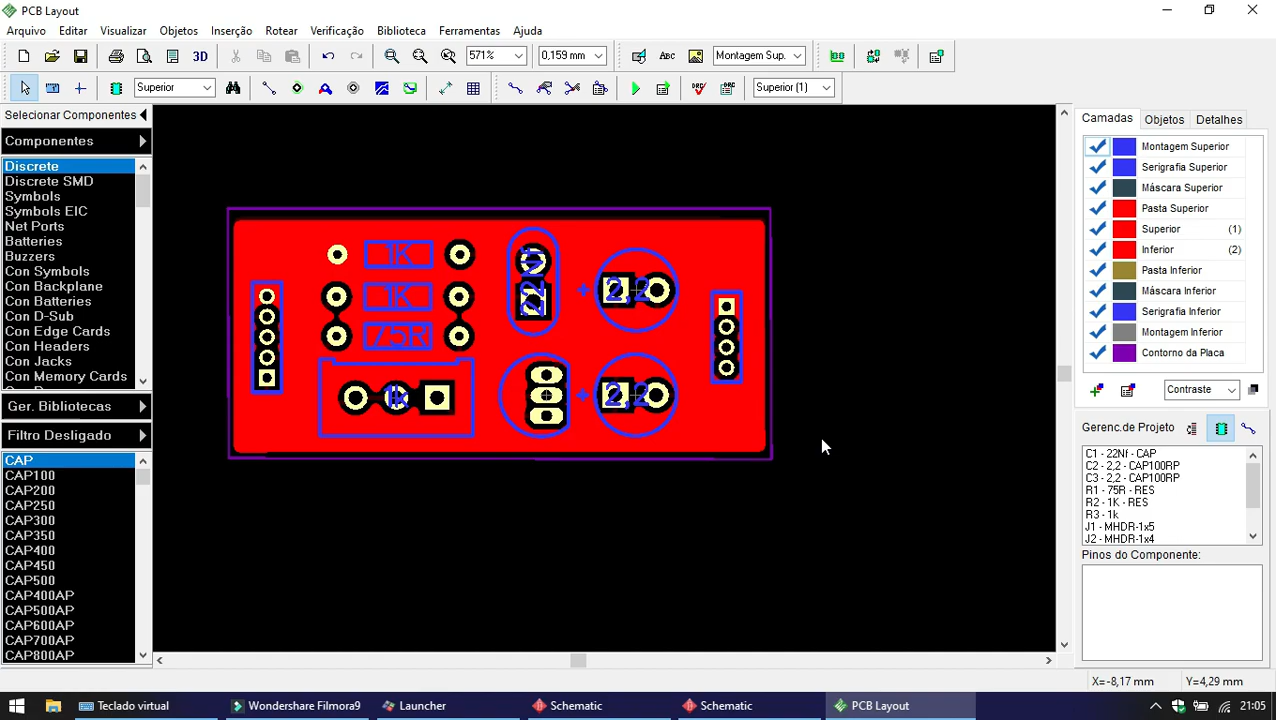 PCB Layout
Arquivo Editar Visualizar Objetos Inserção Rotear Verificação Biblioteca Ferramentas Ajuda
3D 571% 0,159 mm Abc Montagem Sup.
Superior DRC Superior (1)
Selecionar Componentes
Componentes
Discrete
Discrete SMD
Symbols
Symbols EIC
Net Ports
Batteries
Buzzers
Con Symbols
Con Backplane
Con Batteries
Con D-Sub
Con Edge Cards
Con Headers
Con Jacks
Con Memory Cards
Ger. Bibliotecas
Filtro Desligado
CAP
CAP100
CAP200
CAP250
CAP300
CAP350
CAP400
CAP450
CAP500
CAP400AP
CAP500AP
CAP600AP
CAP700AP
CAP800AP
1K
1K
75R
1k
22Nf
+ 2,2
+ 2,2
Camadas Objetos Detalhes
Montagem Superior
Serigrafia Superior
Máscara Superior
Pasta Superior
Superior (1)
Inferior (2)
Pasta Inferior
Máscara Inferior
Serigrafia Inferior
Montagem Inferior
Contorno da Placa
Contraste
Gerenc.de Projeto
C1 - 22Nf - CAP
C2 - 2,2 - CAP100RP
C3 - 2,2 - CAP100RP
R1 - 75R - RES
R2 - 1K - RES
R3 - 1k
J1 - MHDR-1x5
J2 - MHDR-1x4
Pinos do Componente:
X=-8,17 mm Y=4,29 mm
Teclado virtual Wondershare Filmora9 Launcher Schematic Schematic PCB Layout 21:05